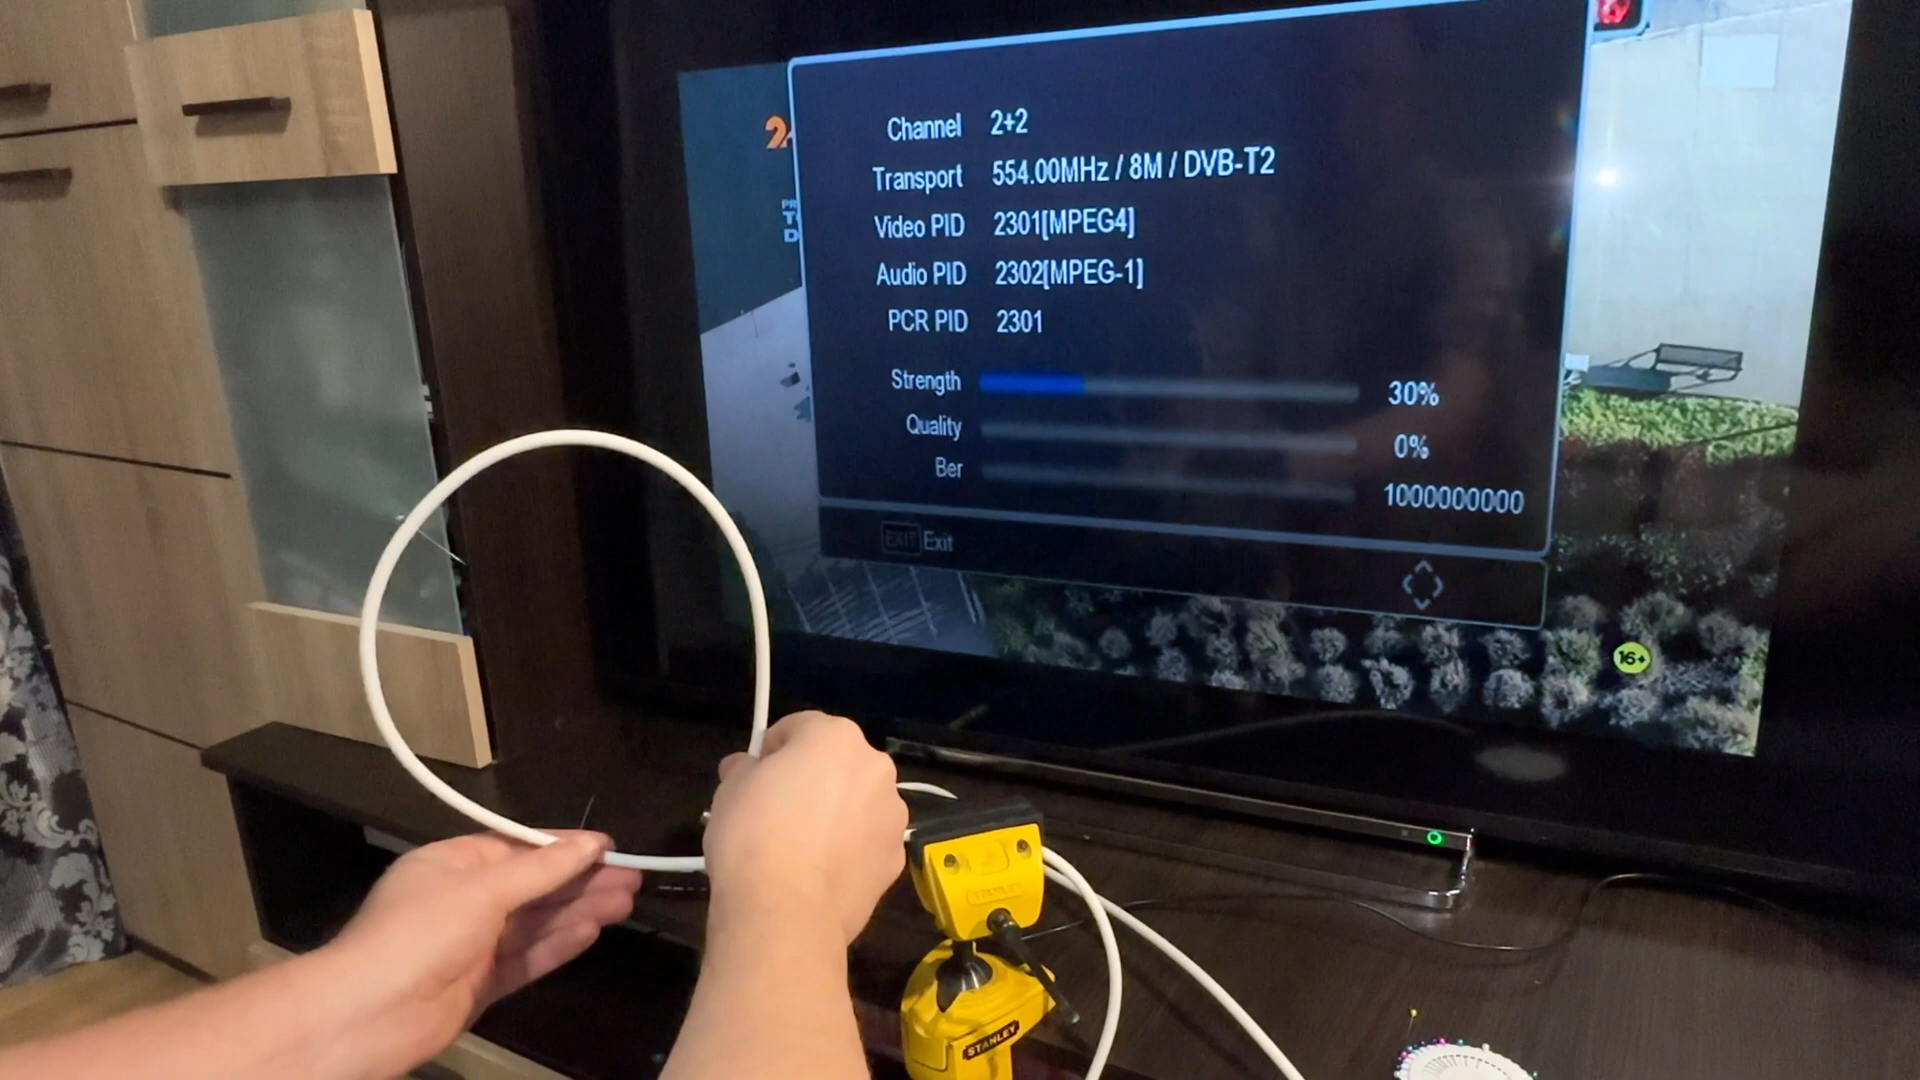 Channel 2+2
Transport 554.00MHz / 8M / DVB-T2
Video PID 2301[MPEG4]
Audio PID 2302[MPEG-1]
PCR PID 2301
Strength 30%
Quality 0%
Ber 1000000000
EXIT Exit
16+
STANLEY
STANLEY